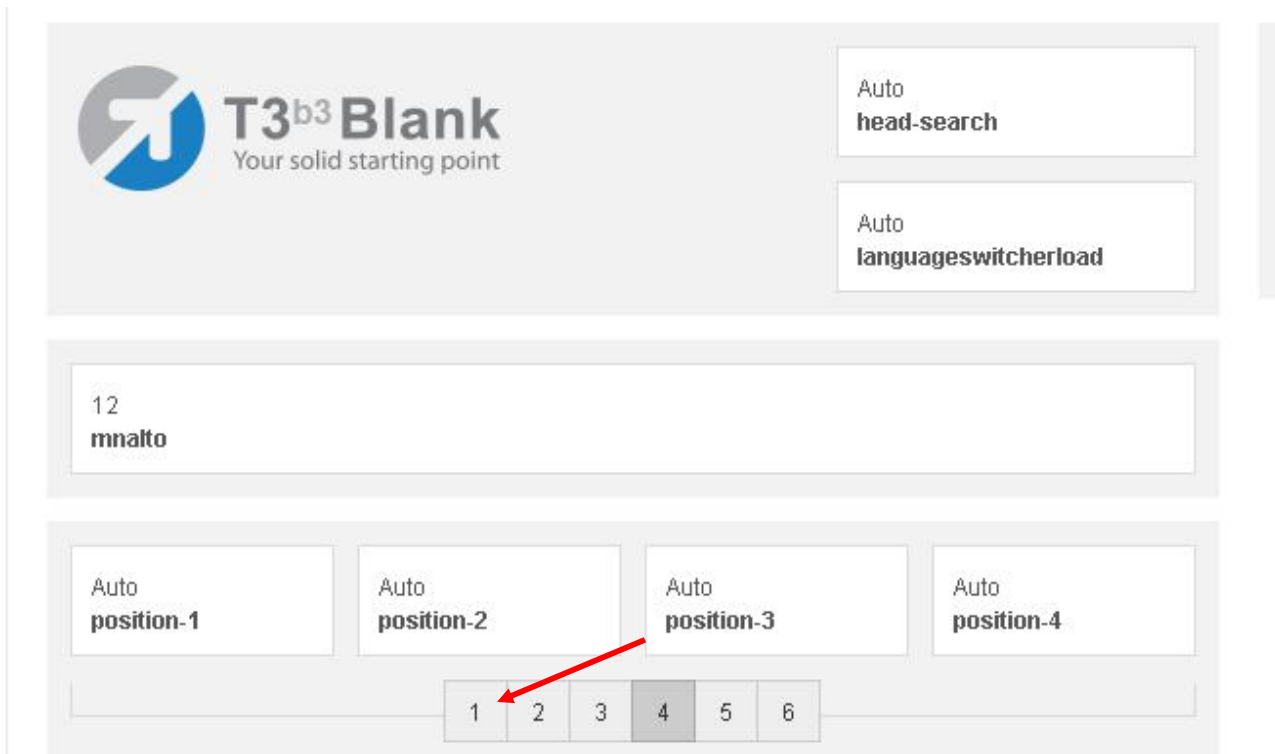 T3b3 Blank
Your solid starting point
Auto
head-search
Auto
languageswitcherload
12
mnalto
Auto
position-1
Auto
position-2
Auto
position-3
Auto
position-4
1 2 3 4 5 6